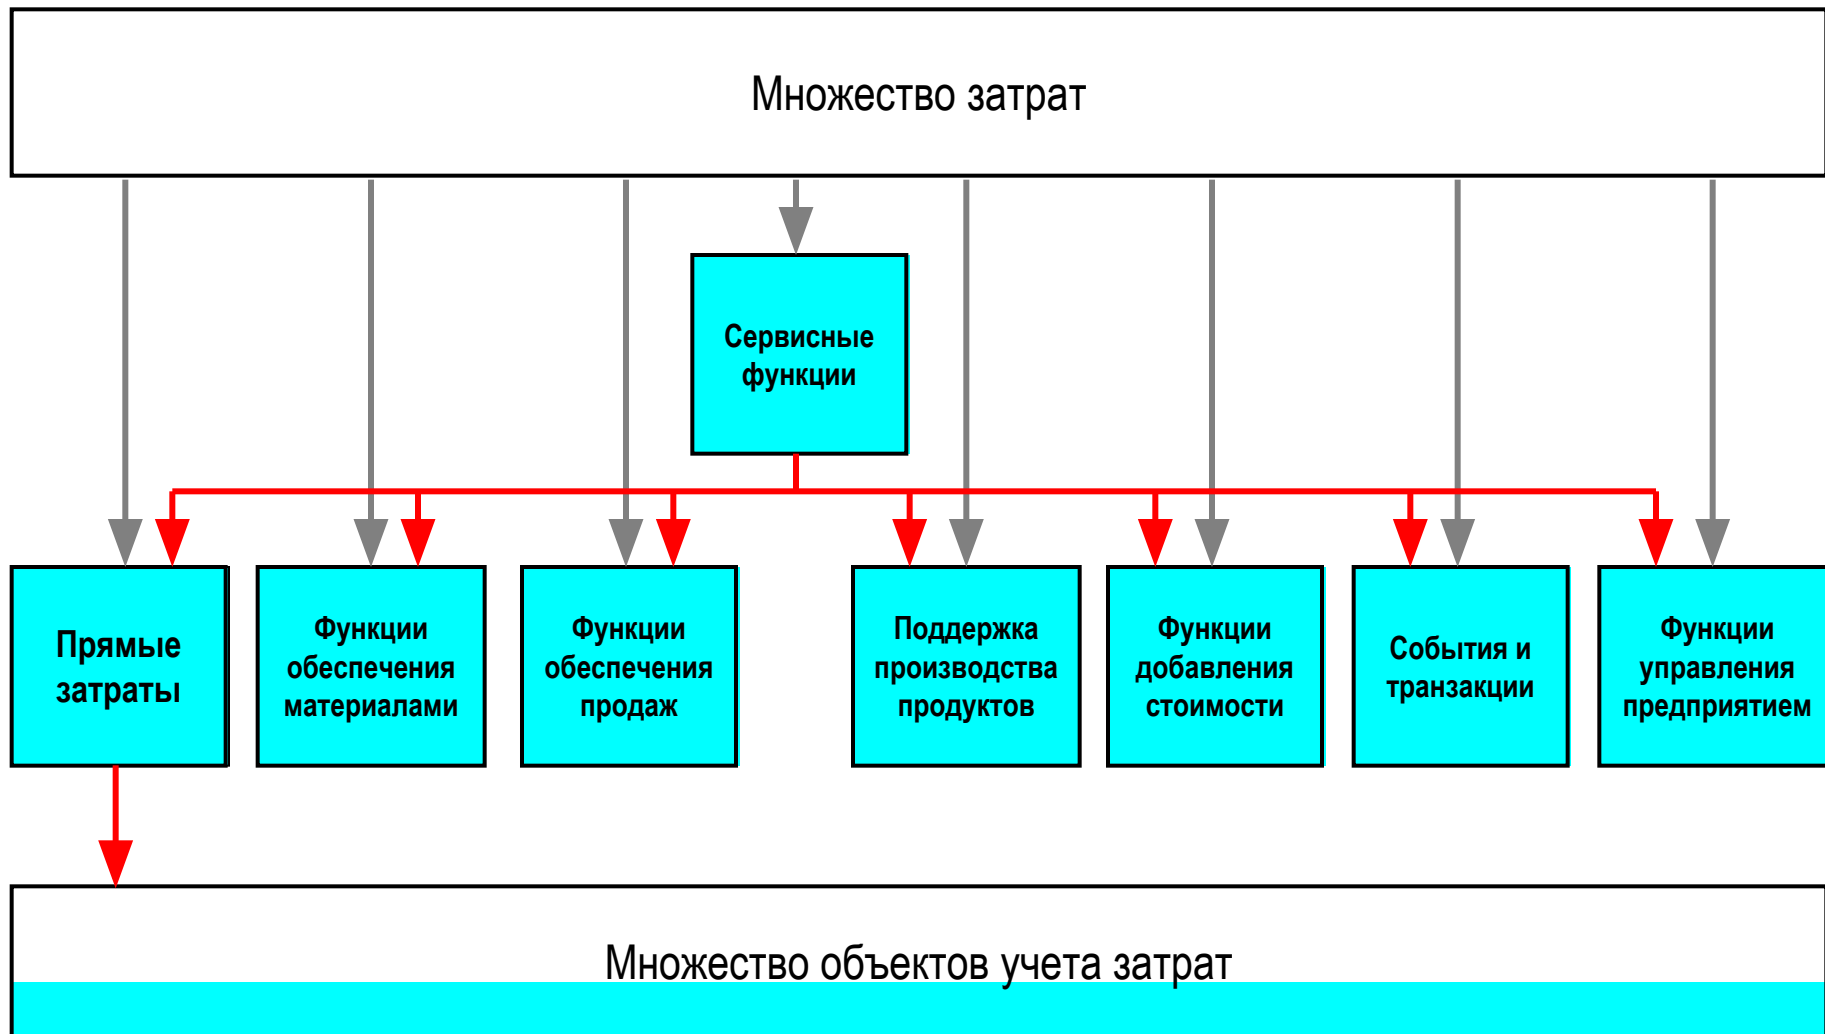 Множество затрат
Сервисные
функции
Прямые
затраты
Функции
обеспечения
материалами
Функции
обеспечения
продаж
Поддержка
производства
продуктов
Функции
добавления
стоимости
События и
транзакции
Функции
управления
предприятием
Множество объектов учета затрат